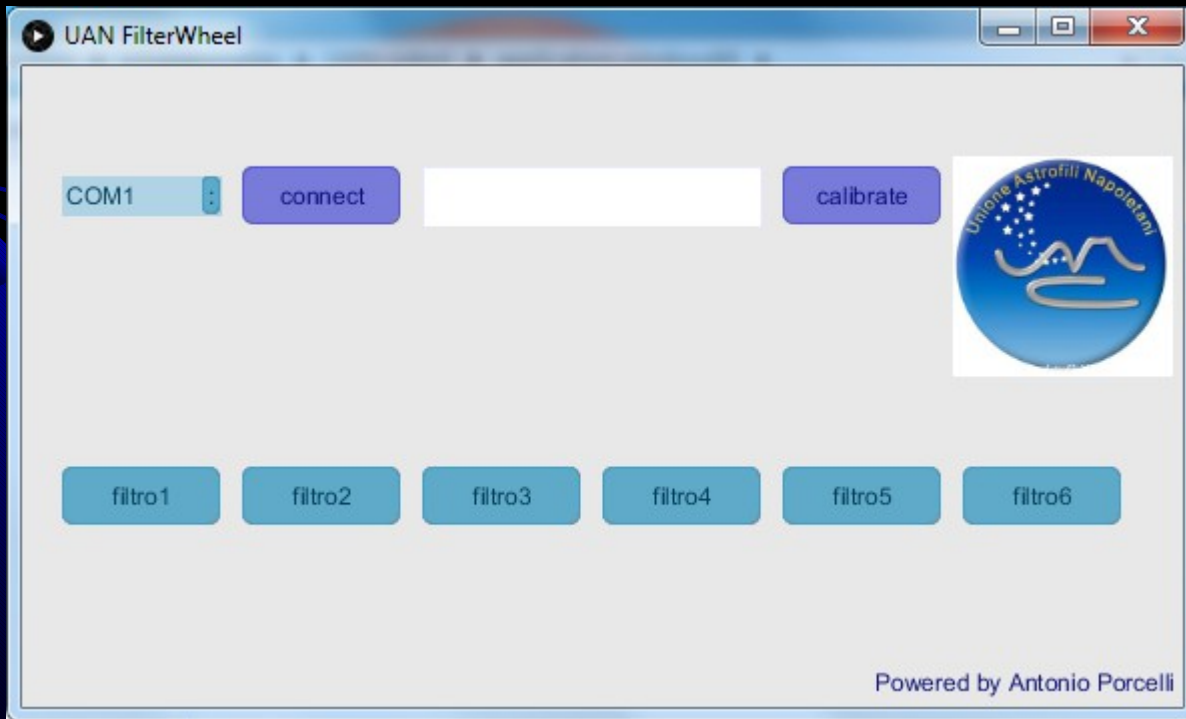 UAN FilterWheel
COM1 : connect calibrate
Unione Astrofili Napoletani
filtro1 filtro2 filtro3 filtro4 filtro5 filtro6
Powered by Antonio Porcelli